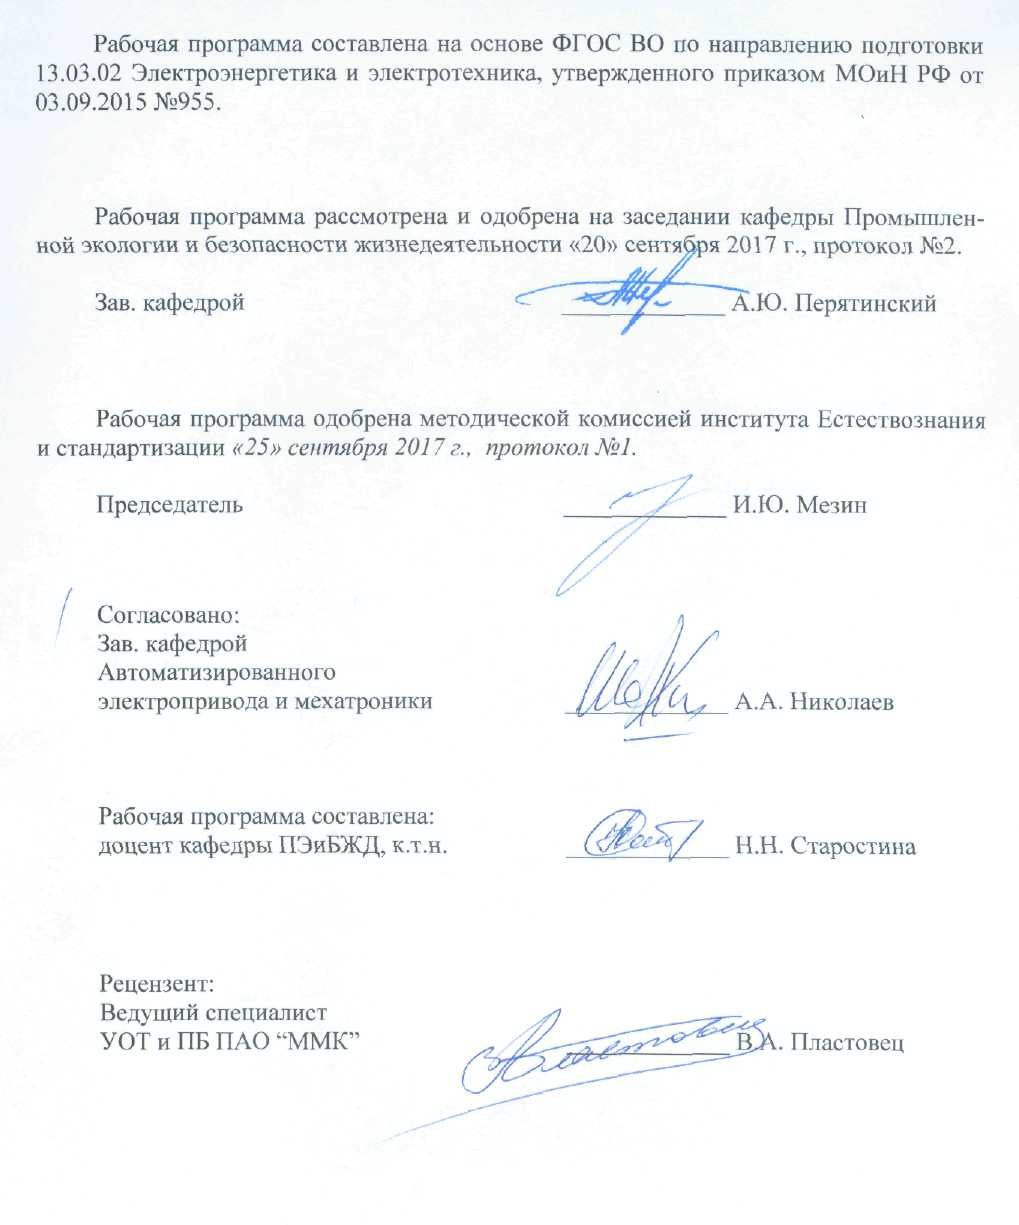 Рабочая программа составлена на основе ФГОС ВО по направлению подготовки
13.03.02 Электроэнергетика и электротехника, утвержденного приказом МОиН РФ от
03.09.2015 №955.
Рабочая программа рассмотрена и одобрена на заседании кафедры Промышлен-
ной экологии и безопасности жизнедеятельности «20» сентября 2017 г., протокол №2.
Зав. кафедрой А.Ю. Перятинский
Рабочая программа одобрена методической комиссией института Естествознания
и стандартизации «25» сентября 2017 г., протокол №1.
Председатель И.Ю. Мезин
Согласовано:
Зав. кафедрой
Автоматизированного
электропривода и мехатроники А.А. Николаев
Рабочая программа составлена:
доцент кафедры ПЭиБЖД, к.т.н. Н.Н. Старостина
Рецензент:
Ведущий специалист
УОТ и ПБ ПАО “ММК” В.А. Пластовец